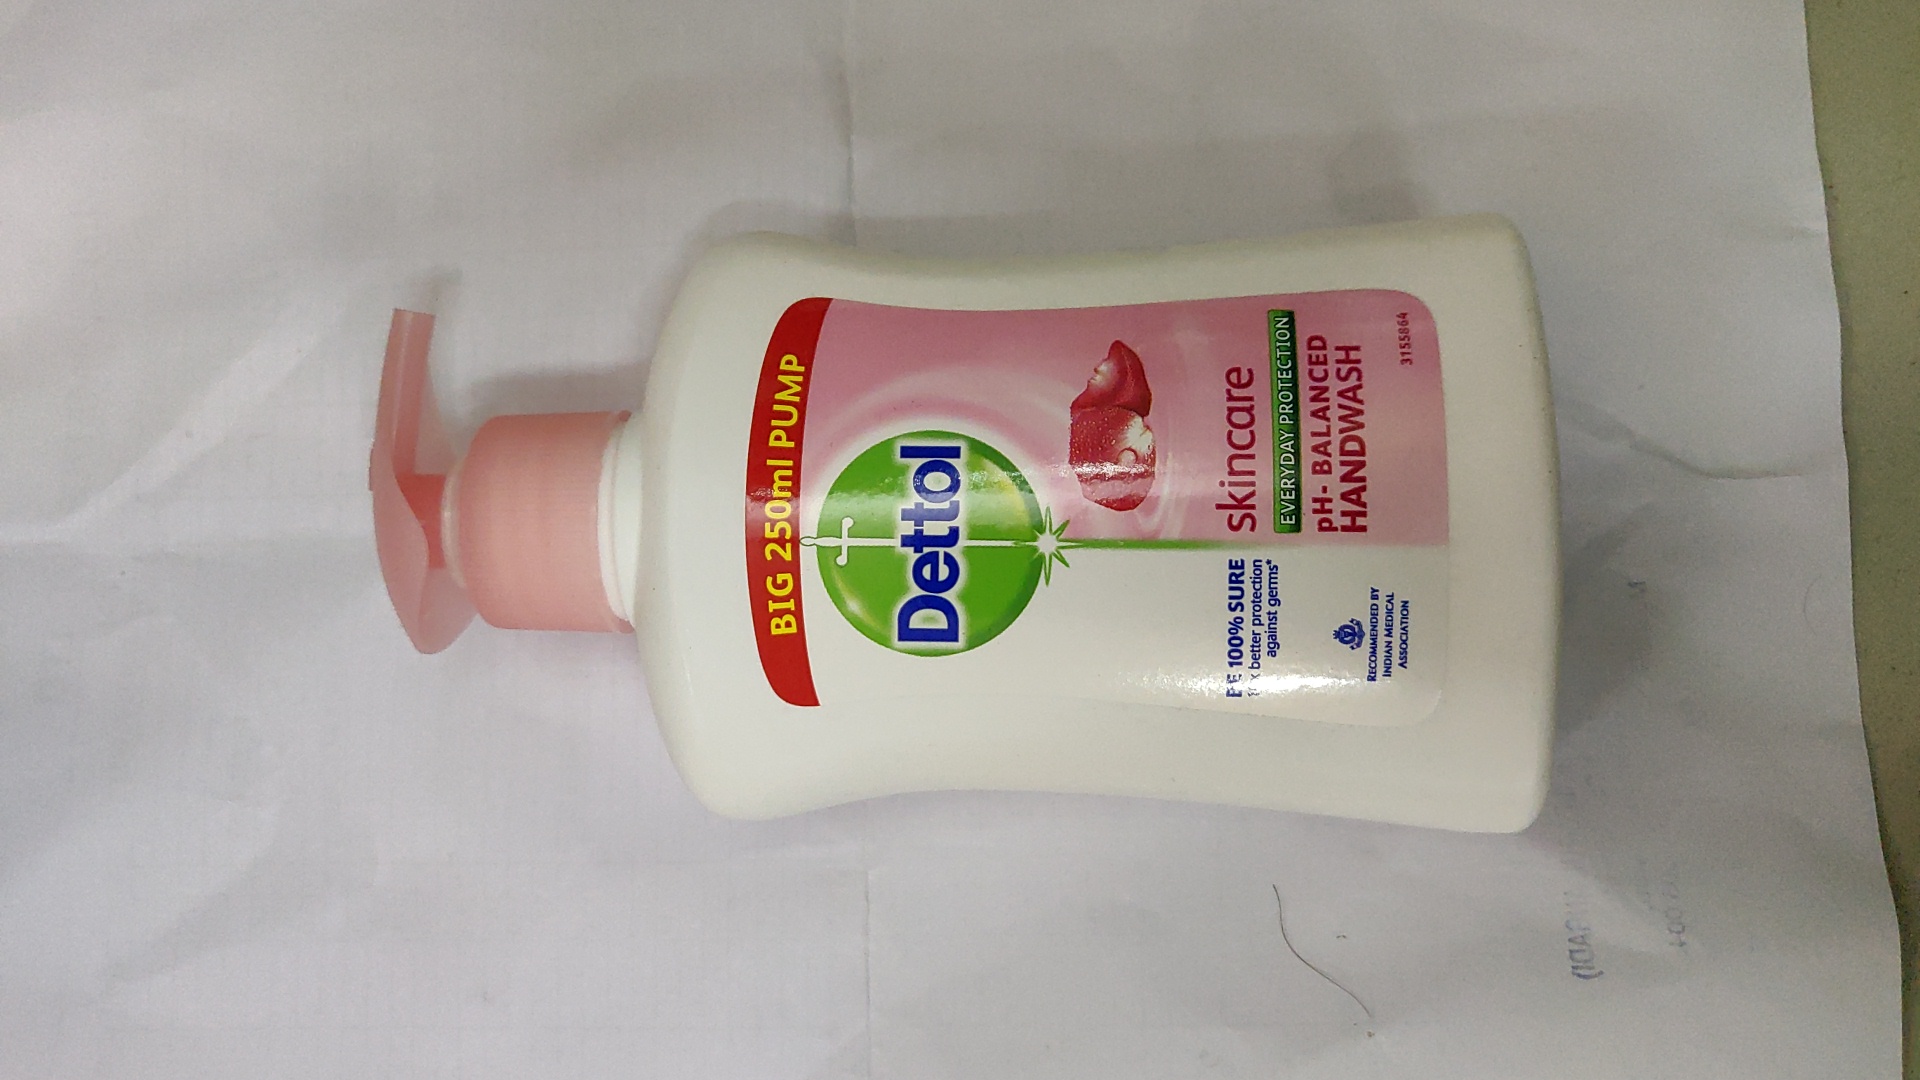 BIG 250ml PUMP
Dettol
BE 100% SURE
10x better protection
against germs*
RECOMMENDED BY
INDIAN MEDICAL
ASSOCIATION
skincare
EVERYDAY PROTECTION
pH- BALANCED
HANDWASH
3155864